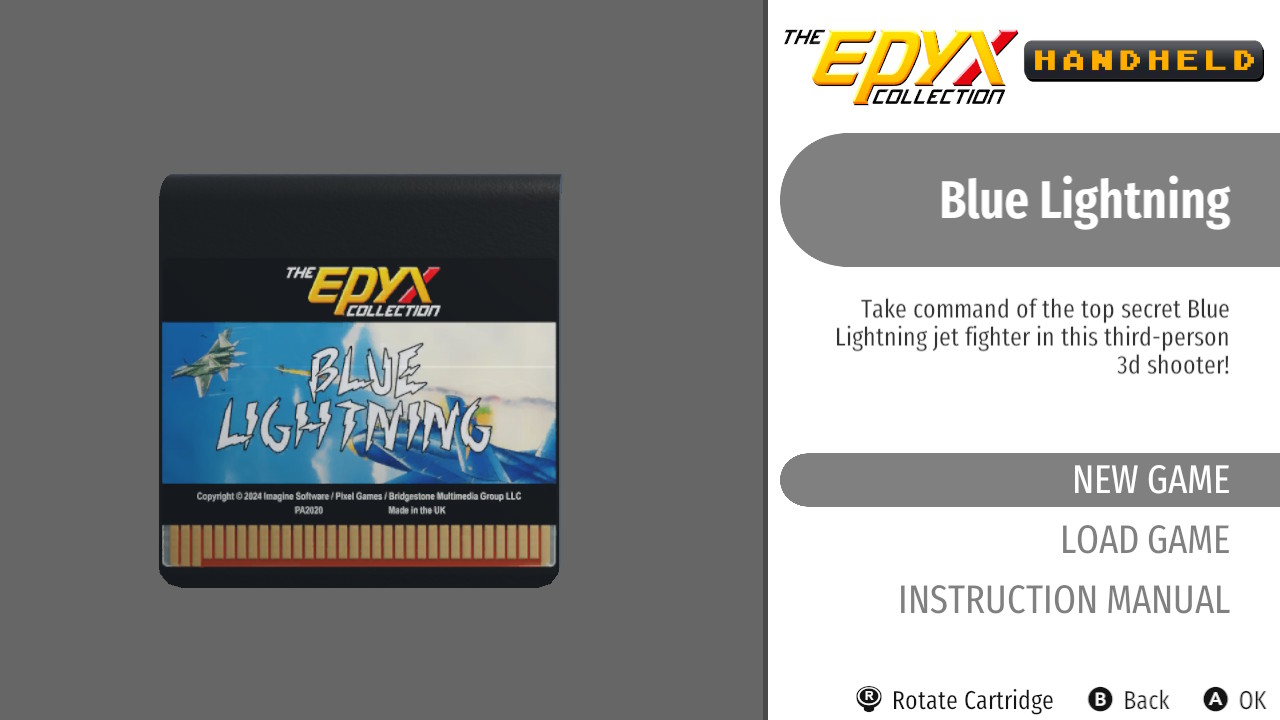 THE EPYX COLLECTION
BLUE
LIGHTNING
Copyright © 2024 Imagine Software / Pixel Games / Bridgestone Multimedia Group LLC
PA2020 Made in the UK
THE EPYX COLLECTION HANDHELD
Blue Lightning
Take command of the top secret Blue
Lightning jet fighter in this third-person
3d shooter!
NEW GAME
LOAD GAME
INSTRUCTION MANUAL
R Rotate Cartridge B Back A OK